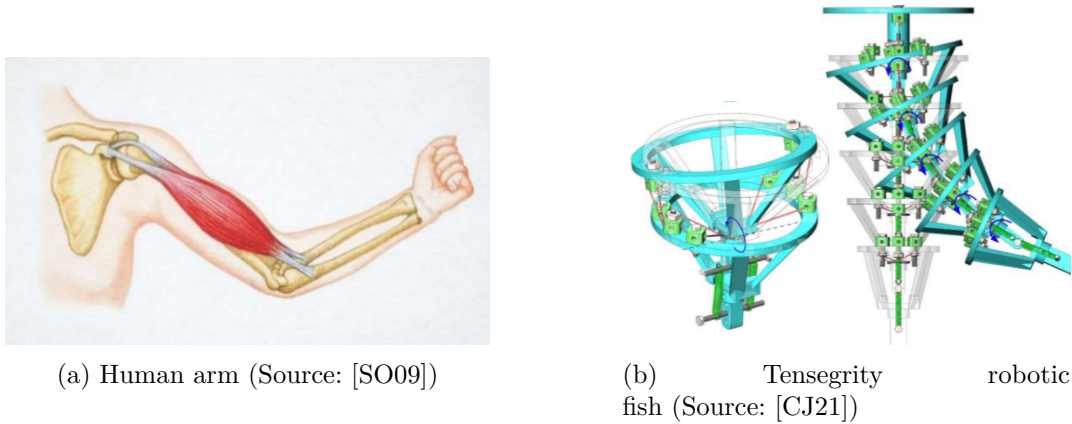 (a) Human arm (Source: [SO09])
(b) Tensegrity robotic
fish (Source: [CJ21])